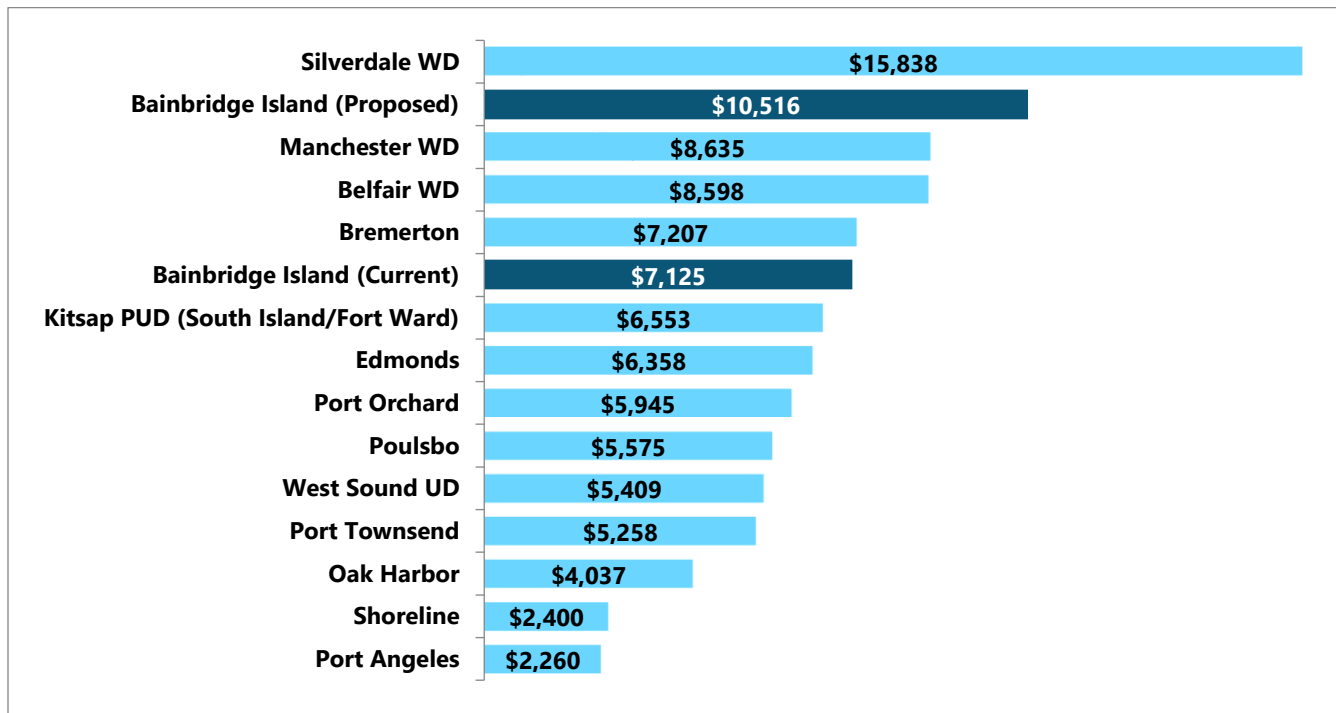 Silverdale WD $15,838
Bainbridge Island (Proposed) $10,516
Manchester WD $8,635
Belfair WD $8,598
Bremerton $7,207
Bainbridge Island (Current) $7,125
Kitsap PUD (South Island/Fort Ward) $6,553
Edmonds $6,358
Port Orchard $5,945
Poulsbo $5,575
West Sound UD $5,409
Port Townsend $5,258
Oak Harbor $4,037
Shoreline $2,400
Port Angeles $2,260